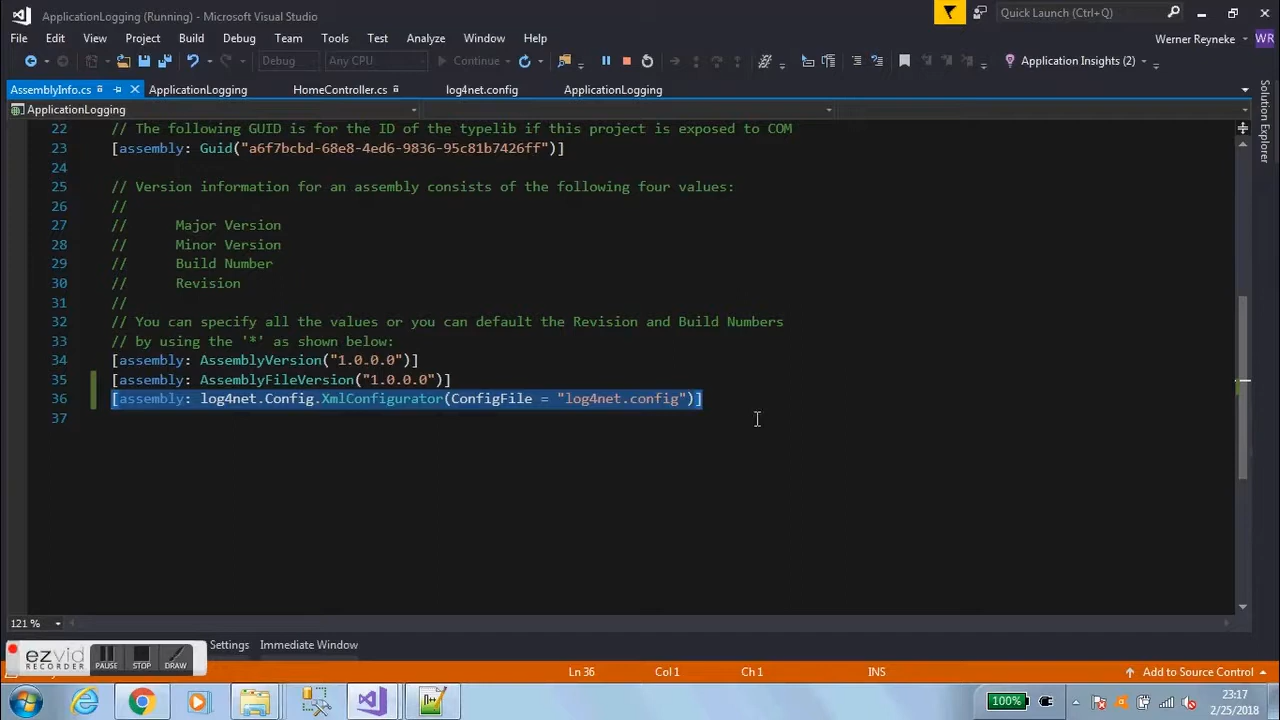 ApplicationLogging (Running) - Microsoft Visual Studio
Quick Launch (Ctrl+Q)
File Edit View Project Build Debug Team Tools Test Analyze Window Help
Werner Reyneke WR
Debug Any CPU Continue Application Insights (2)
AssemblyInfo.cs ApplicationLogging HomeController.cs log4net.config ApplicationLogging
ApplicationLogging
Solution Explorer
22 // The following GUID is for the ID of the typelib if this project is exposed to COM
23 [assembly: Guid("a6f7bcbd-68e8-4ed6-9836-95c81b7426ff")]
24
25 // Version information for an assembly consists of the following four values:
26 //
27 // Major Version
28 // Minor Version
29 // Build Number
30 // Revision
31 //
32 // You can specify all the values or you can default the Revision and Build Numbers
33 // by using the '*' as shown below:
34 [assembly: AssemblyVersion("1.0.0.0")]
35 [assembly: AssemblyFileVersion("1.0.0.0")]
36 [assembly: log4net.Config.XmlConfigurator(ConfigFile = "log4net.config")]
37
121 %
Settings Immediate Window
ezvid RECORDER PAUSE STOP DRAW
Ln 36 Col 1 Ch 1 INS Add to Source Control
100% 23:17
2/25/2018